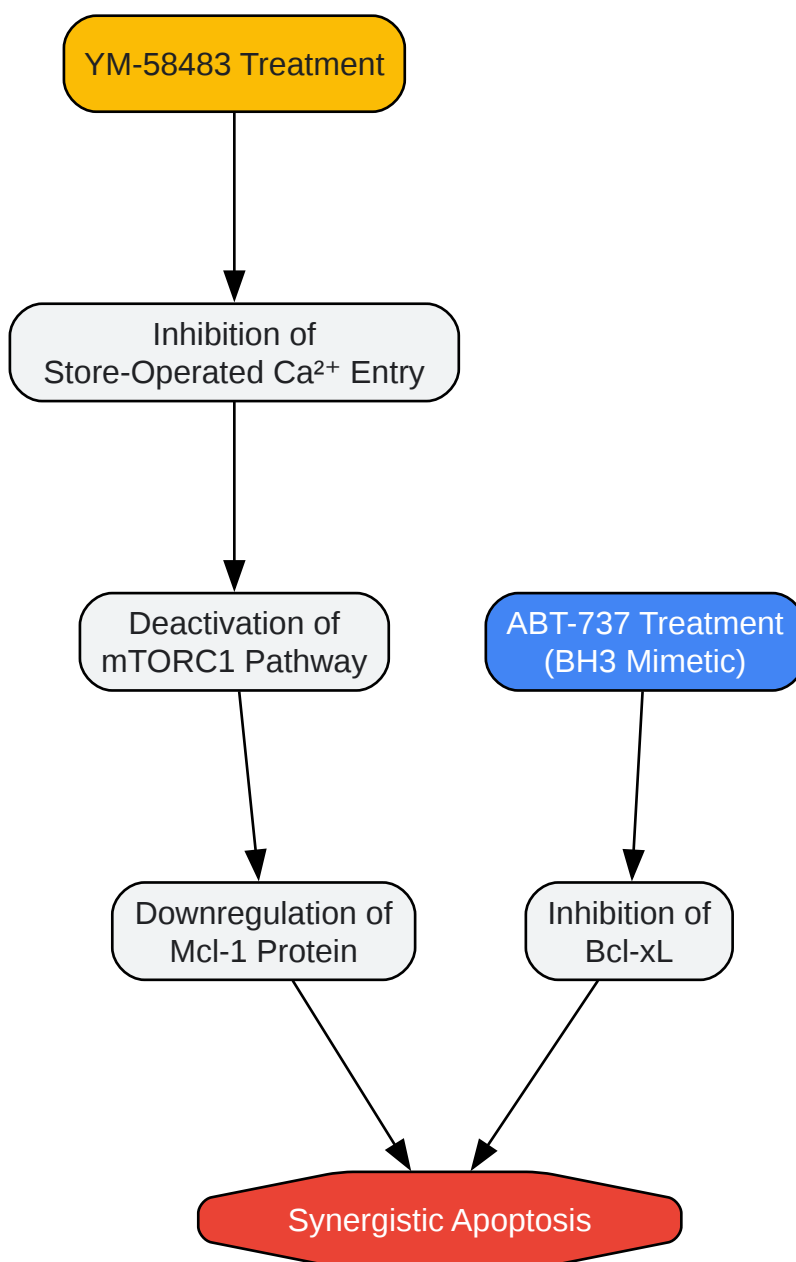 YM-58483 Treatment
Inhibition of
Store-Operated Ca²⁺ Entry
Deactivation of
mTORC1 Pathway
ABT-737 Treatment
(BH3 Mimetic)
Downregulation of
Mcl-1 Protein
Inhibition of
Bcl-xL
Synergistic Apoptosis